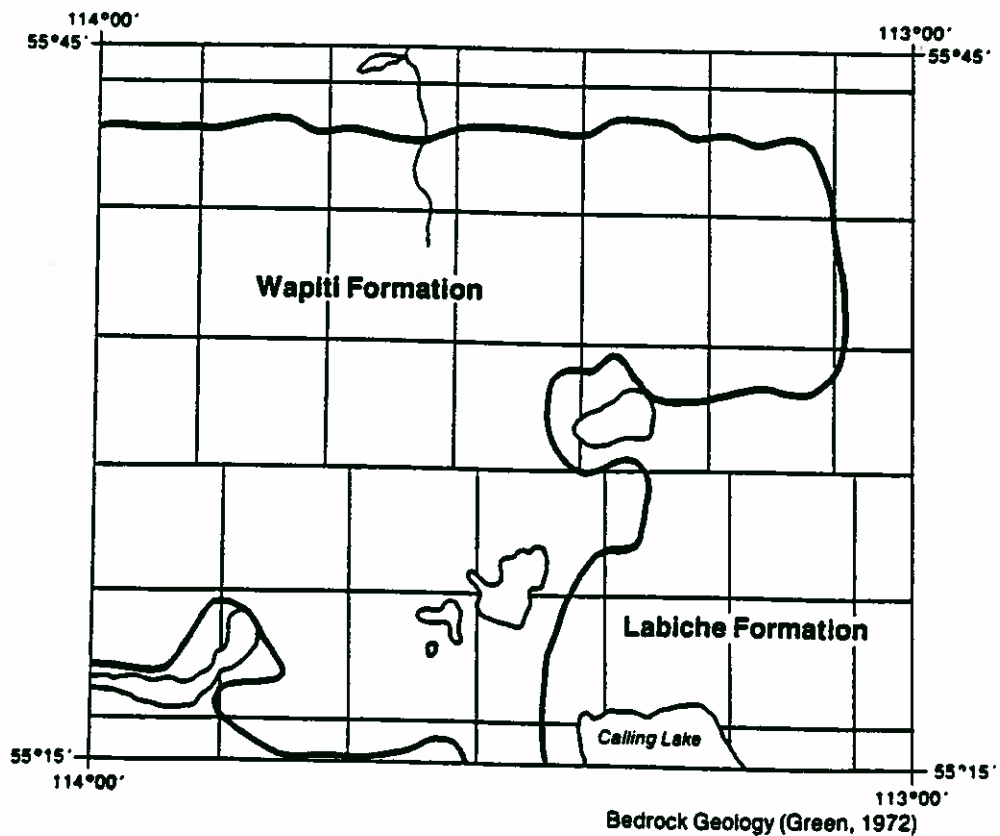 114°00'
113°00'
55°45'
55°45'
Wapiti Formation
Labiche Formation
Calling Lake
55°15'
55°15'
114°00'
113°00'
Bedrock Geology (Green, 1972)